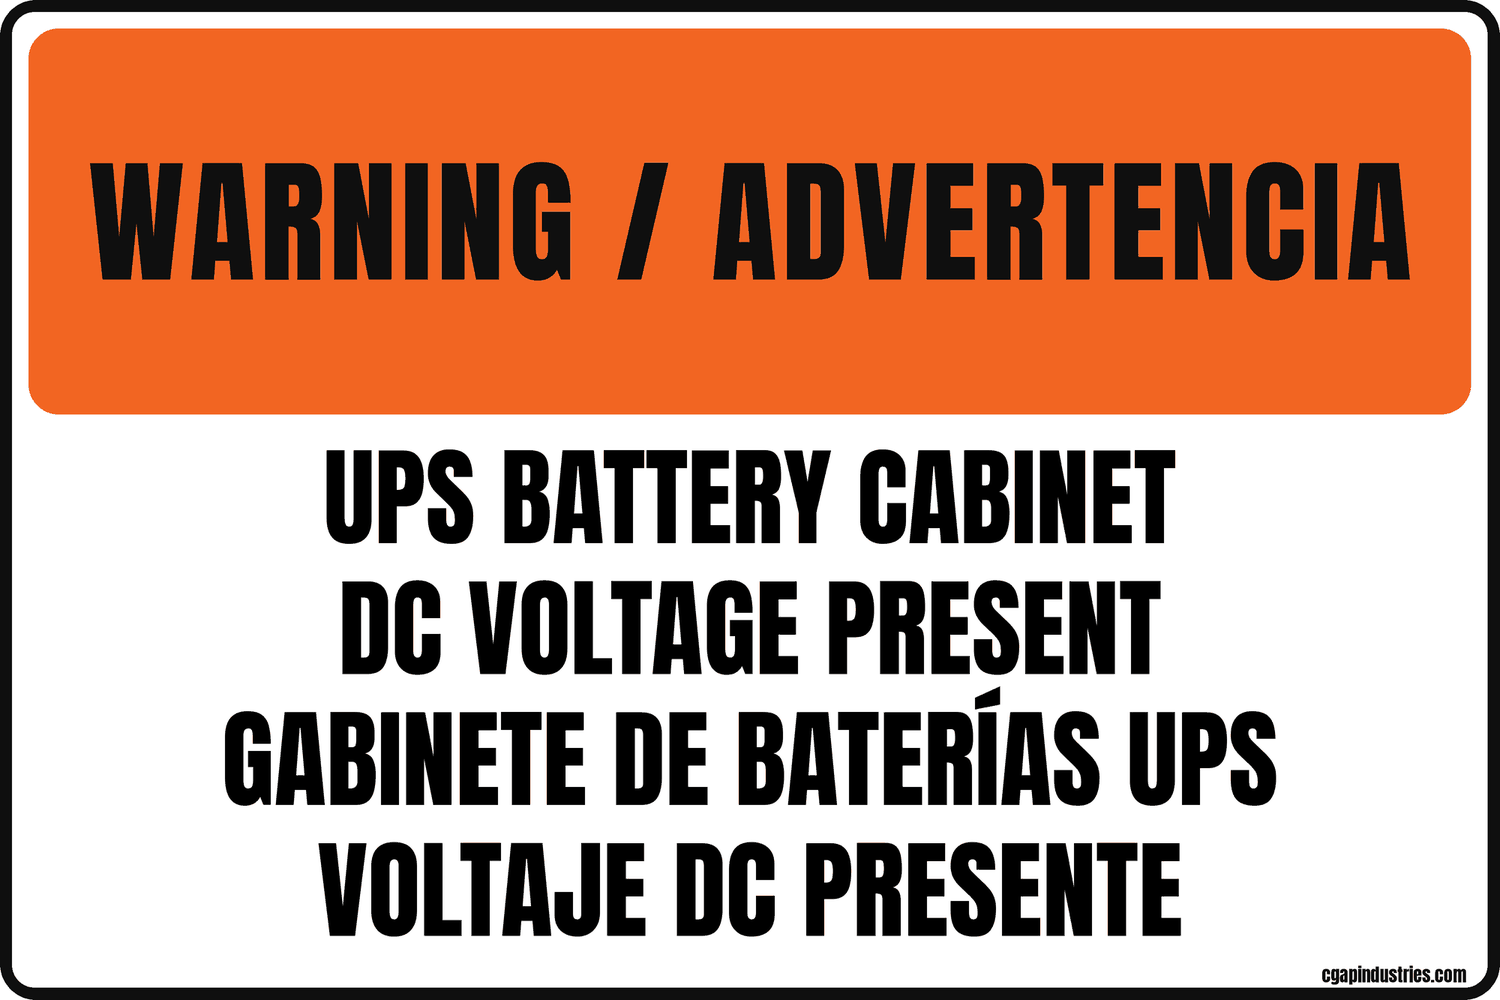 WARNING / ADVERTENCIA
UPS BATTERY CABINET
DC VOLTAGE PRESENT
GABINETE DE BATERÍAS UPS
VOLTAJE DC PRESENTE
cgapindustries.com